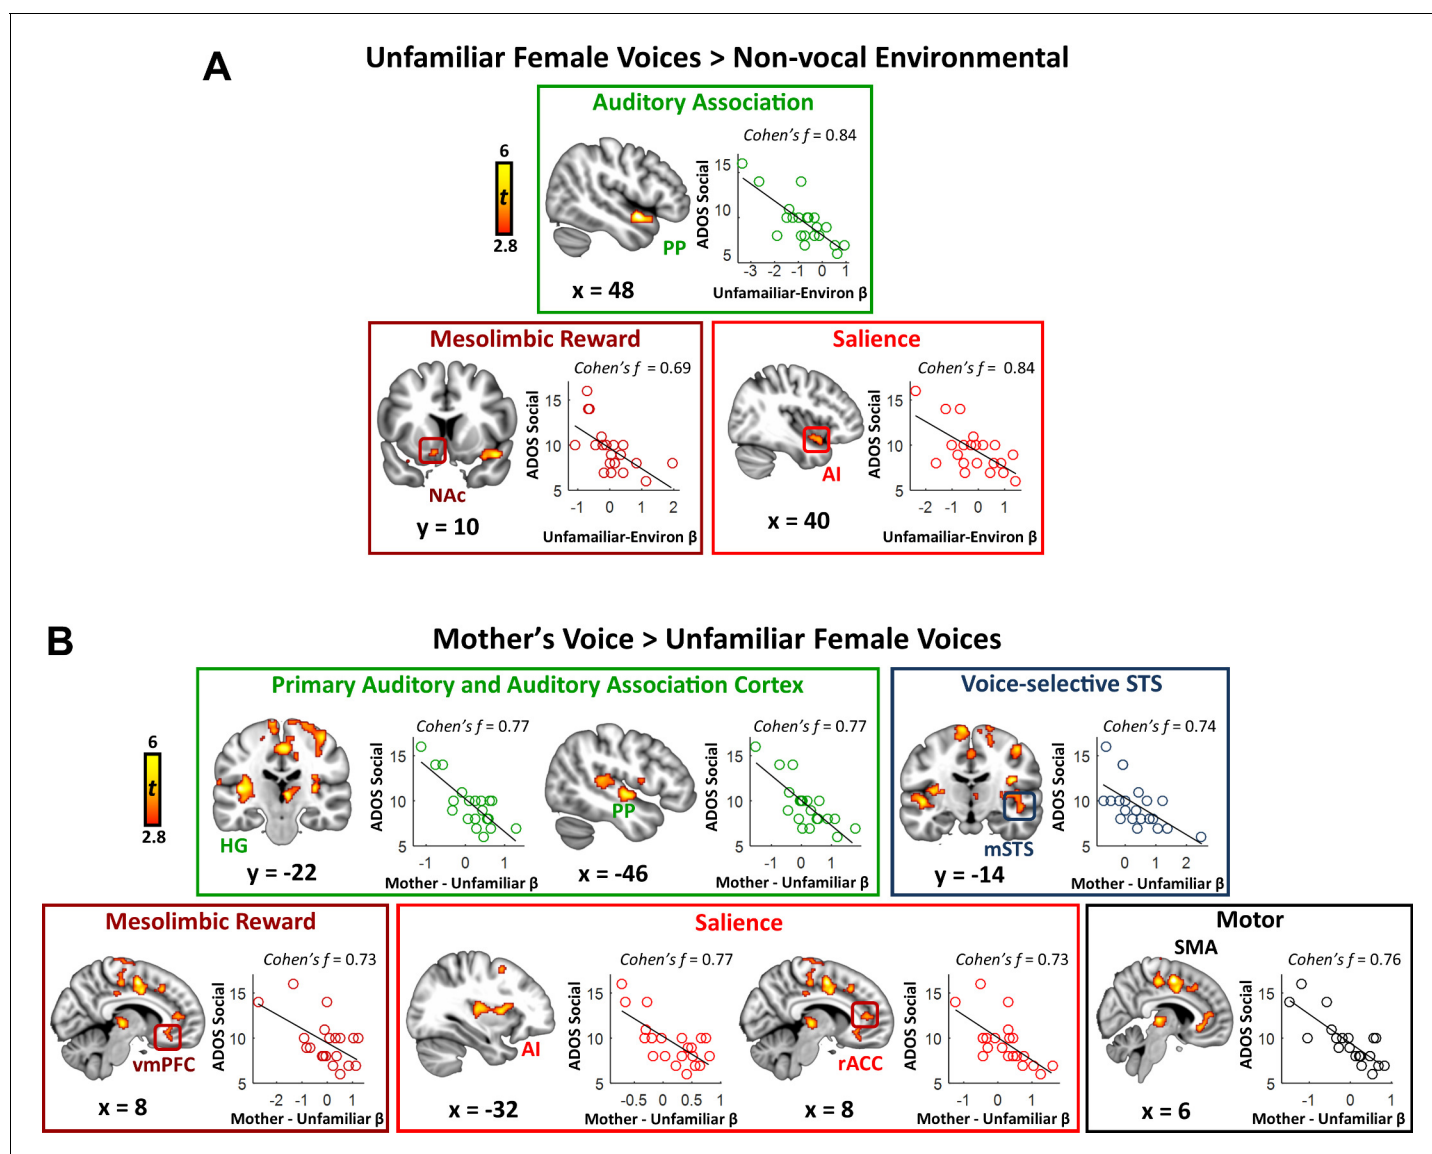 A
Unfamiliar Female Voices > Non-vocal Environmental
Auditory Association
Cohen's f = 0.84
6
t
2.8
PP
x = 48
ADOS Social
15
10
5
-3 -2 -1 0 1
Unfamailiar-Environ β
Mesolimbic Reward
Cohen's f = 0.69
NAc
y = 10
ADOS Social
15
10
5
-1 0 1 2
Unfamailiar-Environ β
Salience
Cohen's f = 0.84
AI
x = 40
ADOS Social
15
10
5
-2 -1 0 1
Unfamailiar-Environ β
B
Mother's Voice > Unfamiliar Female Voices
6
t
2.8
Primary Auditory and Auditory Association Cortex
Cohen's f = 0.77
HG
y = -22
ADOS Social
15
10
5
-1 0 1
Mother - Unfamiliar β
Cohen's f = 0.77
PP
x = -46
ADOS Social
15
10
5
-1 0 1
Mother - Unfamiliar β
Voice-selective STS
Cohen's f = 0.74
mSTS
y = -14
ADOS Social
15
10
5
0 1 2
Mother - Unfamiliar β
Mesolimbic Reward
Cohen's f = 0.73
vmPFC
x = 8
ADOS Social
15
10
5
-2 -1 0 1
Mother - Unfamiliar β
Salience
Cohen's f = 0.77
AI
x = -32
ADOS Social
15
10
5
-0.5 0 0.5 1
Mother - Unfamiliar β
Cohen's f = 0.73
rACC
x = 8
ADOS Social
15
10
5
-1 0 1
Mother - Unfamiliar β
Motor
SMA
Cohen's f = 0.76
x = 6
ADOS Social
15
10
5
-1 0 1
Mother - Unfamiliar β